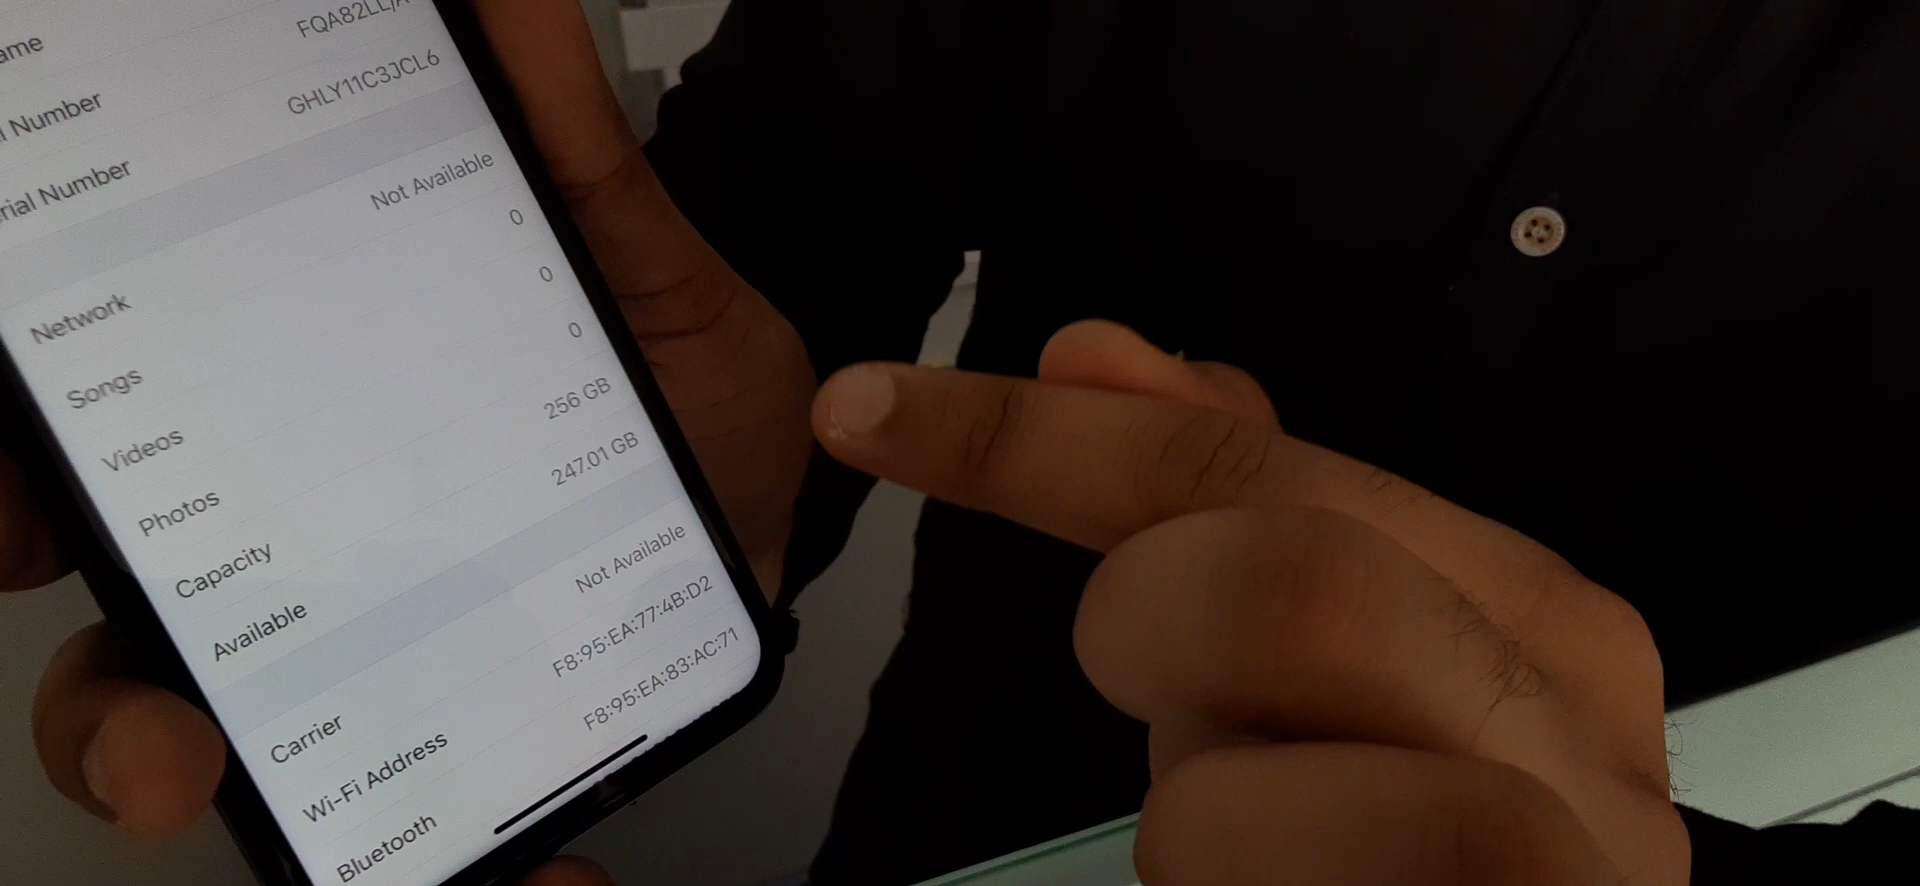 ame FQA82LL/A
l Number GHLY11C3JCL6
rial Number
Network Not Available
Songs 0
Videos 0
Photos 0
Capacity 256 GB
Available 247.01 GB
Carrier Not Available
Wi-Fi Address F8:95:EA:77:4B:D2
Bluetooth F8:95:EA:83:AC:71